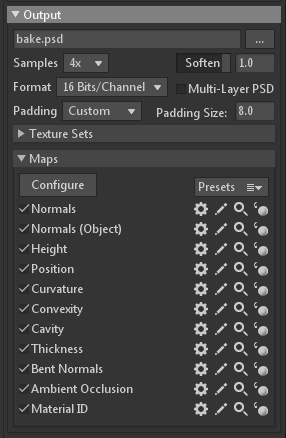 Output
bake.psd ...
Samples 4x Soften 1.0
Format 16 Bits/Channel Multi-Layer PSD
Padding Custom Padding Size: 8.0
Texture Sets
Maps
Configure Presets
Normals
Normals (Object)
Height
Position
Curvature
Convexity
Cavity
Thickness
Bent Normals
Ambient Occlusion
Material ID